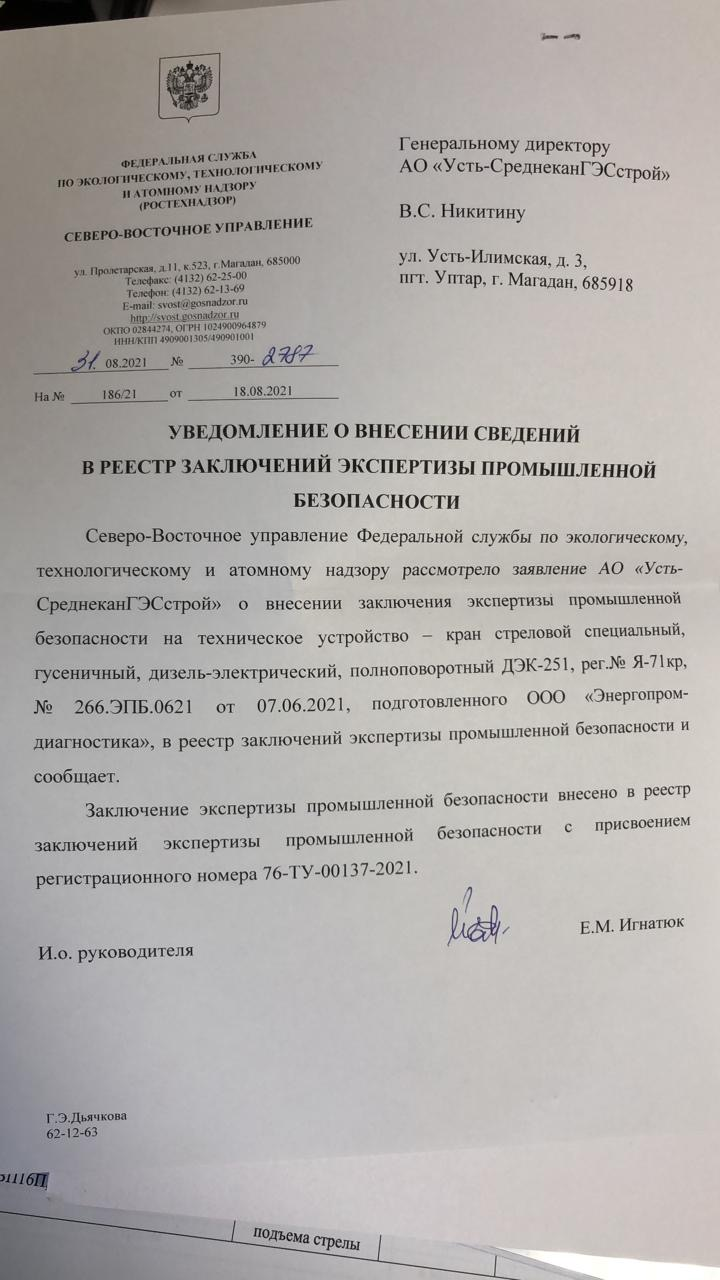 ФЕДЕРАЛЬНАЯ СЛУЖБА
ПО ЭКОЛОГИЧЕСКОМУ, ТЕХНОЛОГИЧЕСКОМУ
И АТОМНОМУ НАДЗОРУ
(РОСТЕХНАДЗОР)
СЕВЕРО-ВОСТОЧНОЕ УПРАВЛЕНИЕ
ул. Пролетарская, д.11, к.523, г.Магадан, 685000
Телефакс: (4132) 62-25-00
Телефон: (4132) 62-13-69
E-mail: svost@gosnadzor.ru
http://svost.gosnadzor.ru
ОКПО 02844274, ОГРН 1024900964879
ИНН/КПП 4909001305/490901001
31. 08.2021 № 390- 2787
На № 186/21 от 18.08.2021
Генеральному директору
АО «Усть-СреднеканГЭСстрой»
В.С. Никитину
ул. Усть-Илимская, д. 3,
пгт. Уптар, г. Магадан, 685918
УВЕДОМЛЕНИЕ О ВНЕСЕНИИ СВЕДЕНИЙ
В РЕЕСТР ЗАКЛЮЧЕНИЙ ЭКСПЕРТИЗЫ ПРОМЫШЛЕННОЙ
БЕЗОПАСНОСТИ
Северо-Восточное управление Федеральной службы по экологическому,
технологическому и атомному надзору рассмотрело заявление АО «Усть-
СреднеканГЭСстрой» о внесении заключения экспертизы промышленной
безопасности на техническое устройство – кран стреловой специальный,
гусеничный, дизель-электрический, полноповоротный ДЭК-251, рег.№ Я-71кр,
№ 266.ЭПБ.0621 от 07.06.2021, подготовленного ООО «Энергопром-
диагностика», в реестр заключений экспертизы промышленной безопасности и
сообщает.
Заключение экспертизы промышленной безопасности внесено в реестр
заключений экспертизы промышленной безопасности с присвоением
регистрационного номера 76-ТУ-00137-2021.
И.о. руководителя
Е.М. Игнатюк
Г.Э.Дьячкова
62-12-63
подъема стрелы